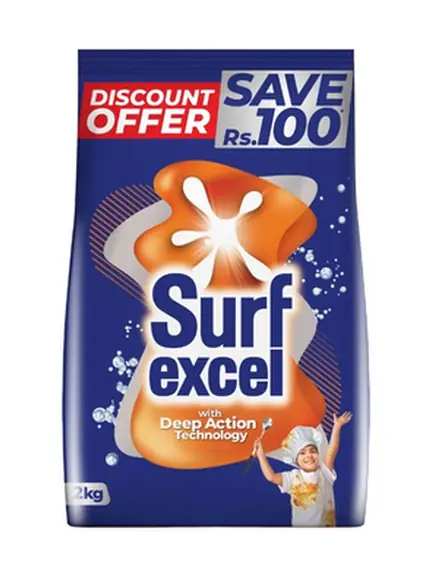 DISCOUNT
OFFER
SAVE
Rs.100
Surf
excel
with
Deep Action
Technology
2kg